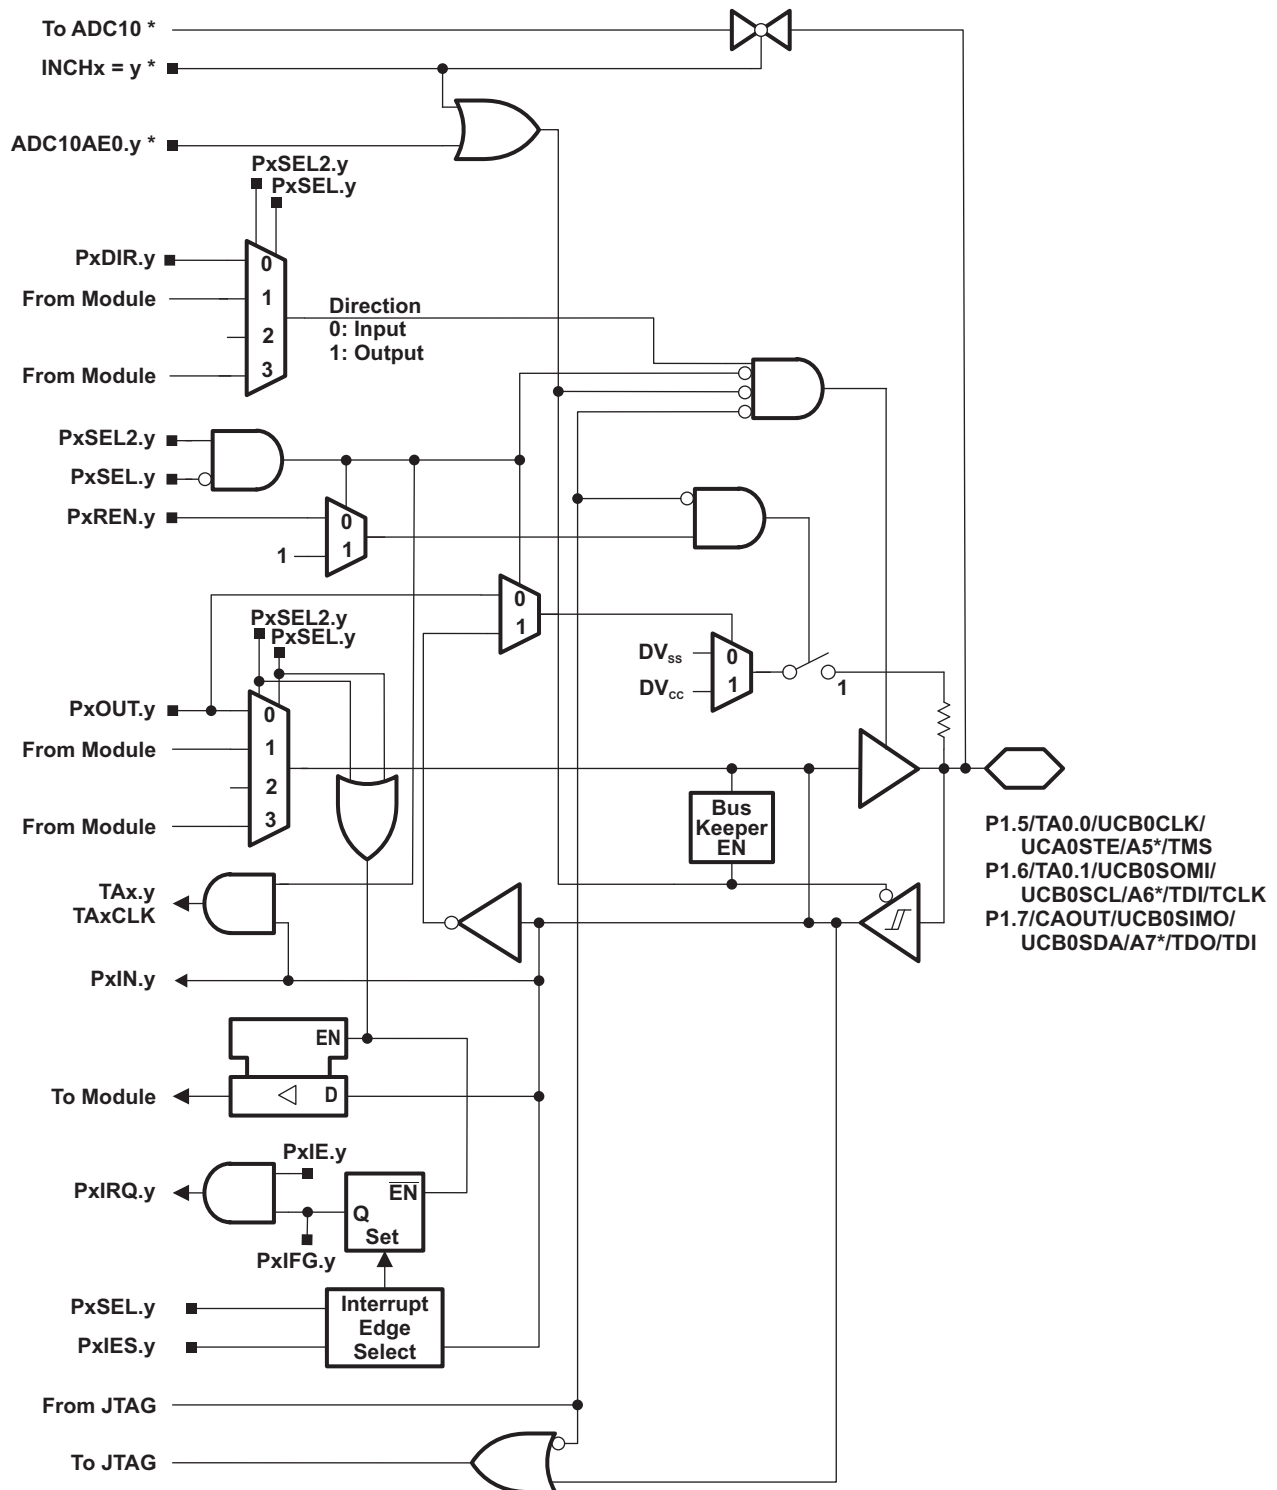 To ADC10 *
INCHx = y *
ADC10AE0.y *
PxSEL2.y
PxSEL.y
PxDIR.y
0
From Module
1
2
From Module
3
Direction
0: Input
1: Output
PxSEL2.y
PxSEL.y
PxREN.y
0
1
1
0
1
PxSEL2.y
PxSEL.y
DVSS
0
DVCC
1
1
PxOUT.y
0
From Module
1
2
From Module
3
Bus
Keeper
EN
P1.5/TA0.0/UCB0CLK/
UCA0STE/A5*/TMS
P1.6/TA0.1/UCB0SOMI/
UCB0SCL/A6*/TDI/TCLK
P1.7/CAOUT/UCB0SIMO/
UCB0SDA/A7*/TDO/TDI
TAx.y
TAxCLK
PxIN.y
EN
To Module
D
PxIE.y
PxIRQ.y
EN
Q
Set
PxIFG.y
PxSEL.y
PxIES.y
Interrupt
Edge
Select
From JTAG
To JTAG